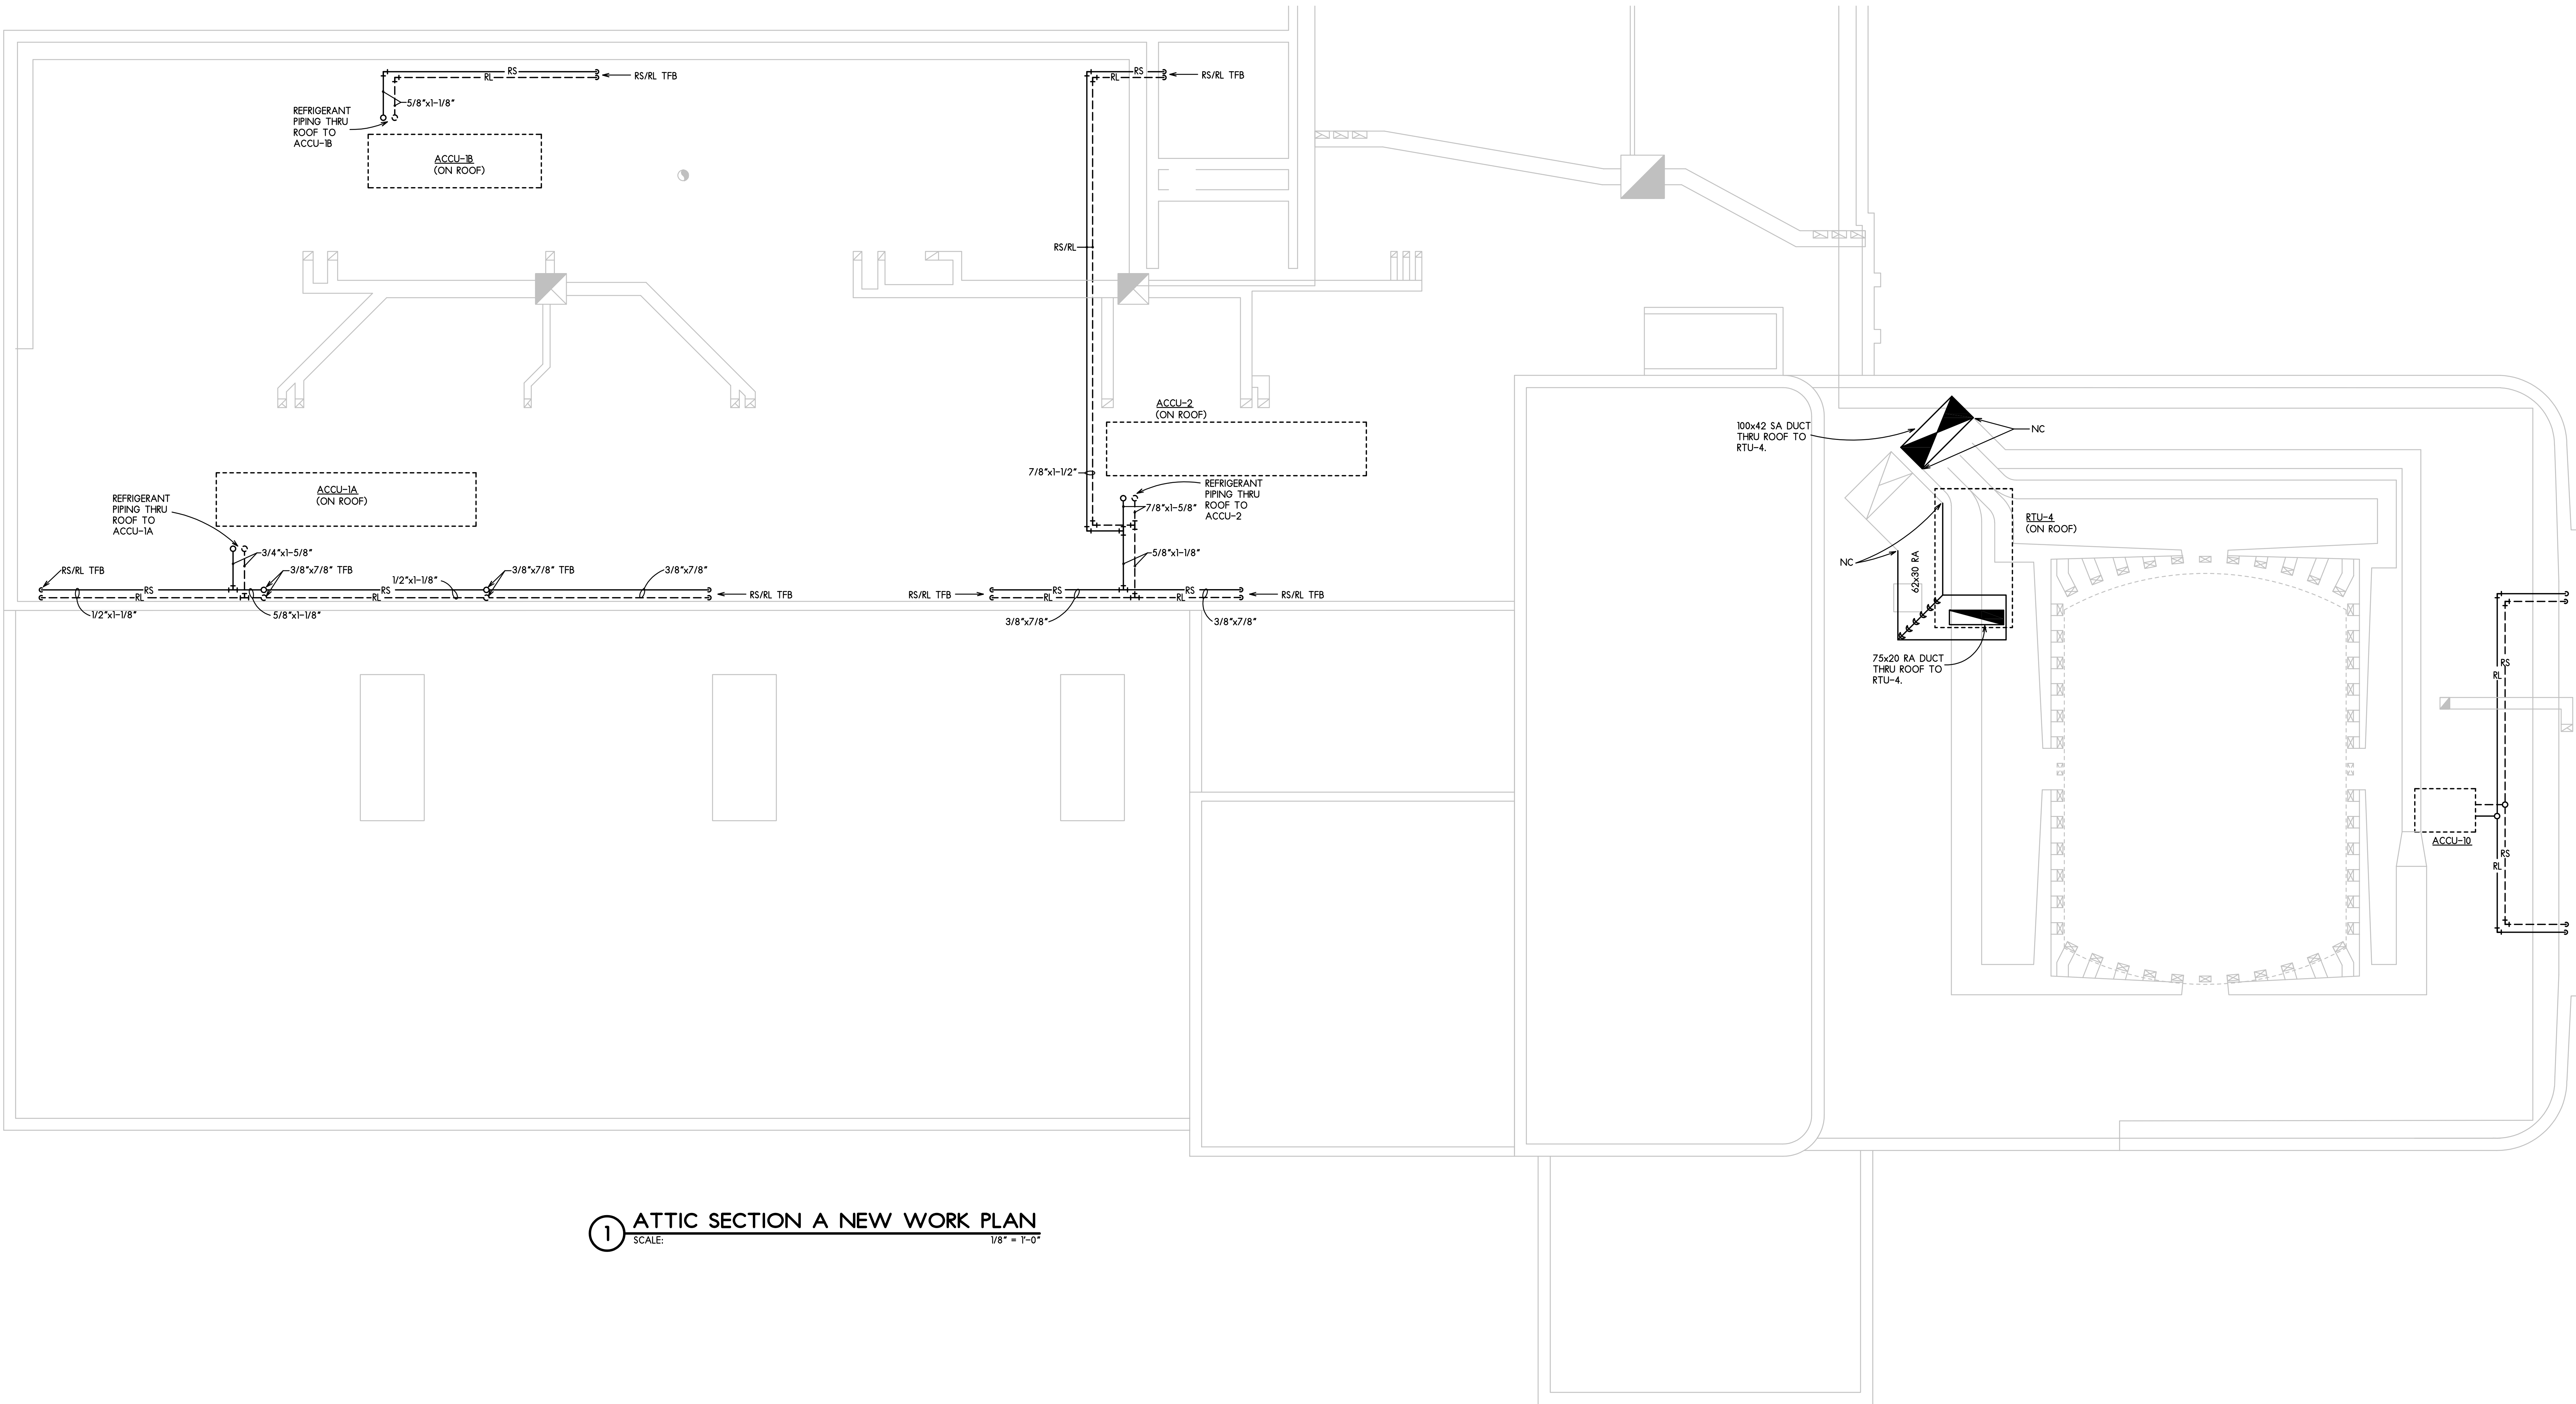 RS
RL
RS/RL TFB
5/8"x1-1/8"
REFRIGERANT
PIPING THRU
ROOF TO
ACCU-1B
ACCU-1B
(ON ROOF)
RS
RL
RS/RL TFB
RS/RL
ACCU-2
(ON ROOF)
7/8"x1-1/2"
REFRIGERANT
PIPING THRU
ROOF TO
ACCU-2
7/8"x1-5/8"
5/8"x1-1/8"
ACCU-1A
(ON ROOF)
REFRIGERANT
PIPING THRU
ROOF TO
ACCU-1A
3/4"x1-5/8"
RS/RL TFB
3/8"x7/8" TFB
1/2"x1-1/8"
3/8"x7/8" TFB
3/8"x7/8"
RS
RL
RS
RL
RS/RL TFB
1/2"x1-1/8"
5/8"x1-1/8"
RS/RL TFB
RS
RL
RS
RL
RS/RL TFB
3/8"x7/8"
3/8"x7/8"
100x42 SA DUCT
THRU ROOF TO
RTU-4.
NC
RTU-4
(ON ROOF)
NC
62x30 RA
75x20 RA DUCT
THRU ROOF TO
RTU-4.
RS
RL
ACCU-10
RS
RL
1
ATTIC SECTION A NEW WORK PLAN
SCALE: 1/8" = 1'-0"